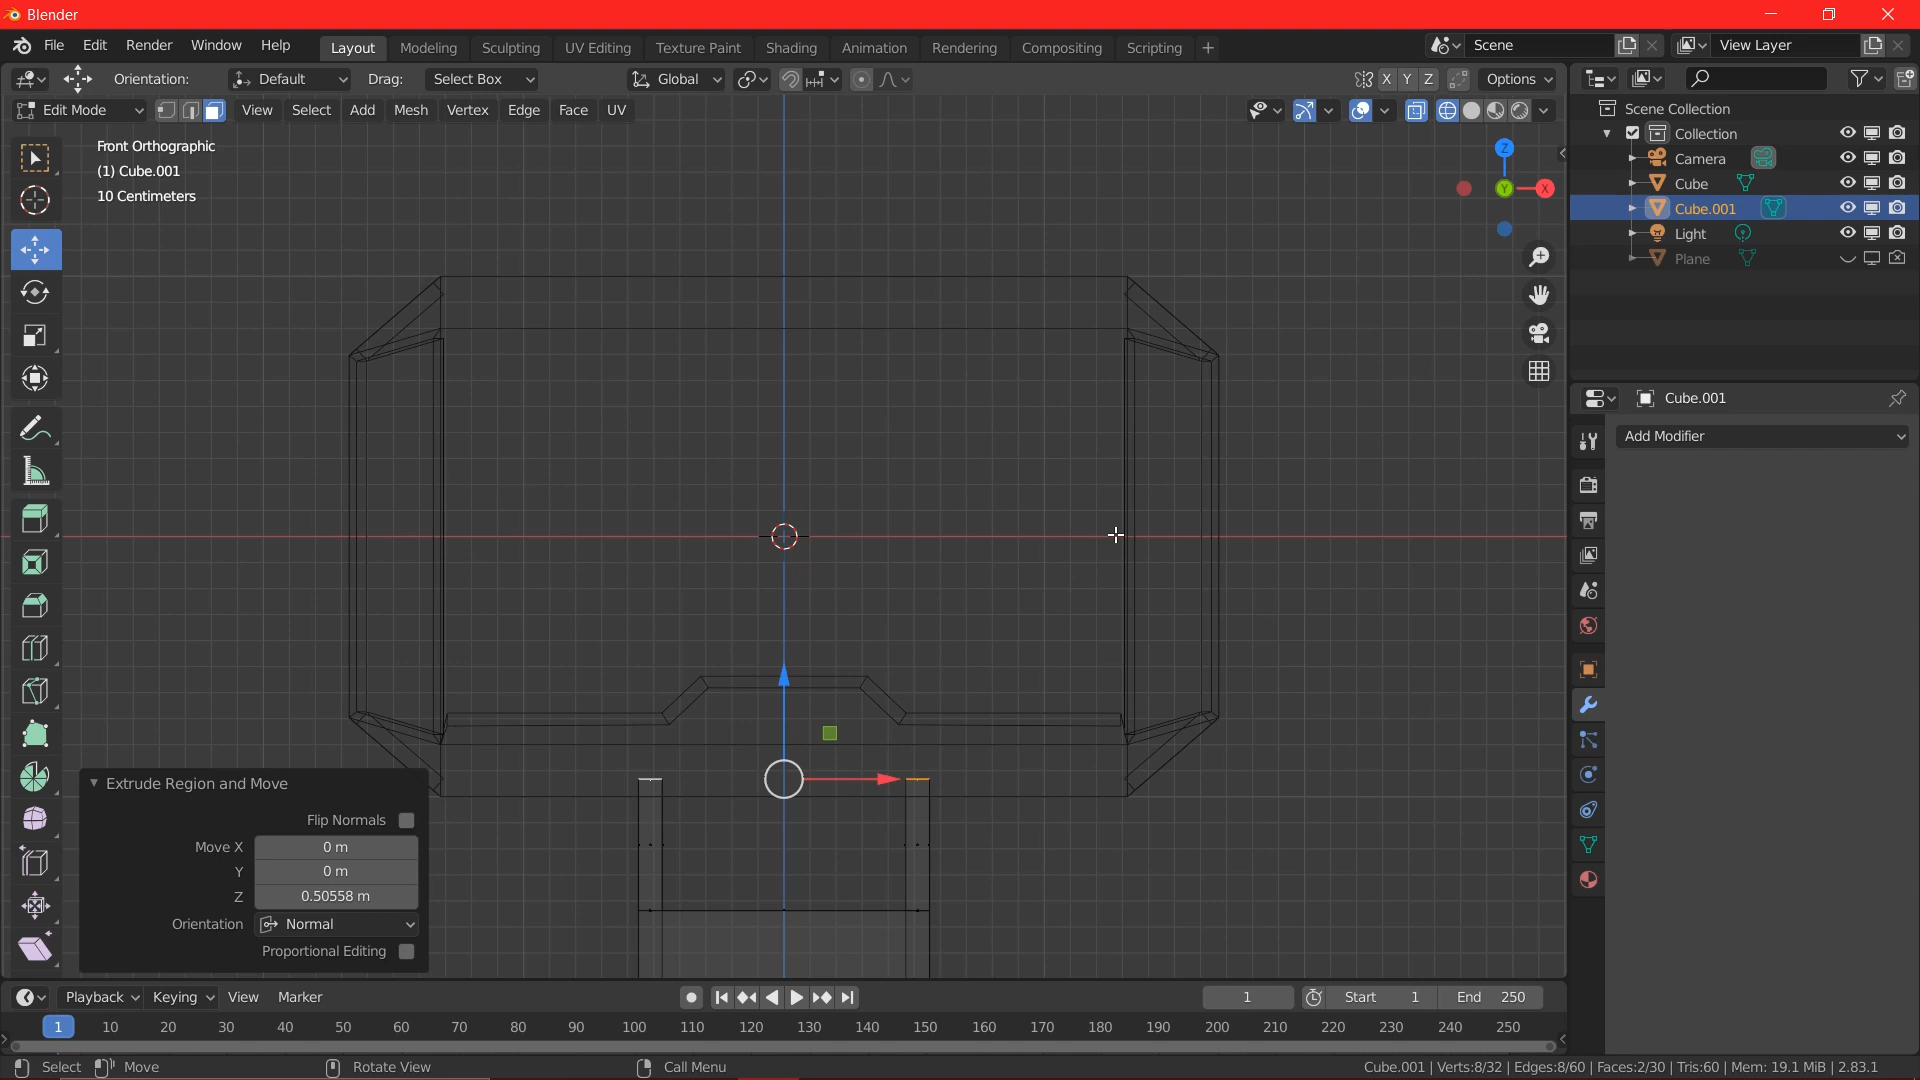 Blender
File Edit Render Window Help Layout Modeling Sculpting UV Editing Texture Paint Shading Animation Rendering Compositing Scripting + Scene View Layer
Orientation: Default Drag: Select Box Global X Y Z Options
Edit Mode View Select Add Mesh Vertex Edge Face UV
Front Orthographic
(1) Cube.001
10 Centimeters
Z
Y
X
Scene Collection
Collection
Camera
Cube
Cube.001
Light
Plane
Cube.001
Add Modifier
Extrude Region and Move
Flip Normals
Move X 0 m
Y 0 m
Z 0.50558 m
Orientation Normal
Proportional Editing
Playback Keying View Marker 1 Start 1 End 250
1 10 20 30 40 50 60 70 80 90 100 110 120 130 140 150 160 170 180 190 200 210 220 230 240 250
Select Move Rotate View Call Menu Cube.001 | Verts:8/32 | Edges:8/60 | Faces:2/30 | Tris:60 | Mem: 19.1 MiB | 2.83.1